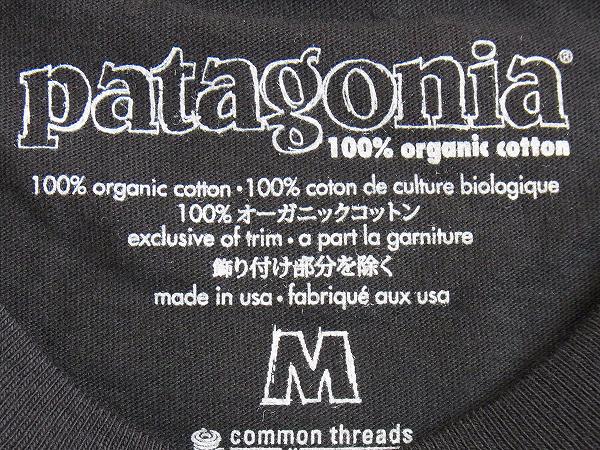 patagonia®
100% organic cotton
100% organic cotton • 100% coton de culture biologique
100% オーガニックコットン
exclusive of trim • a part la garniture
飾り付け部分を除く
made in usa • fabriqué aux usa
M
common threads